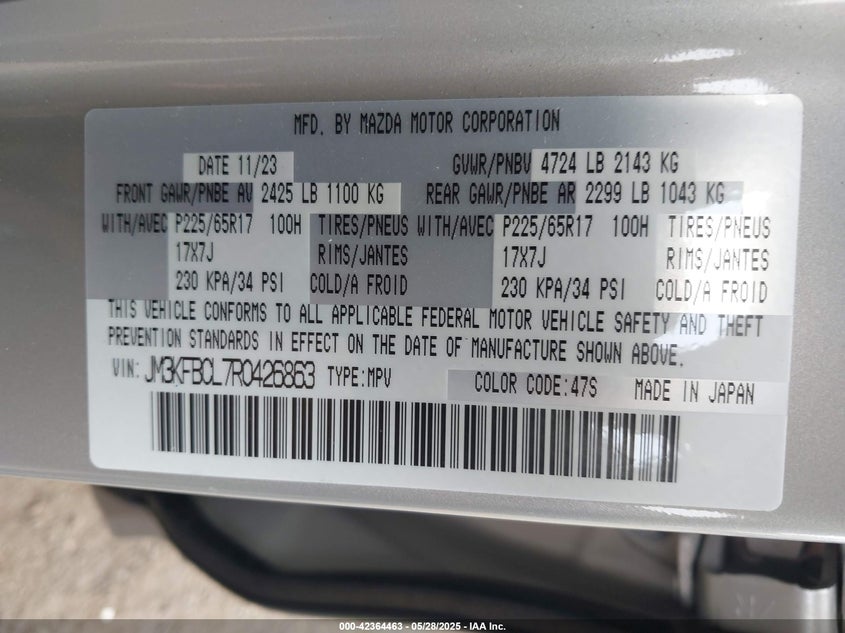 MFD. BY MAZDA MOTOR CORPORATION
DATE 11/23 GVWR/PNBV 4724 LB 2143 KG
FRONT GAWR/PNBE AV 2425 LB 1100 KG REAR GAWR/PNBE AR 2299 LB 1043 KG
WITH/AVEC P225/65R17 100H TIRES/PNEUS WITH/AVEC P225/65R17 100H TIRES/PNEUS
17X7J RIMS/JANTES 17X7J RIMS/JANTES
230 KPA/34 PSI COLD/A FROID 230 KPA/34 PSI COLD/A FROID
THIS VEHICLE CONFORMS TO ALL APPLICABLE FEDERAL MOTOR VEHICLE SAFETY AND THEFT
PREVENTION STANDARDS IN EFFECT ON THE DATE OF MANUFACTURE SHOWN ABOVE.
VIN: JM3KFBCL7R0426863 TYPE:MPV COLOR CODE:47S MADE IN JAPAN
000-42364463 - 05/28/2025 - IAA Inc.